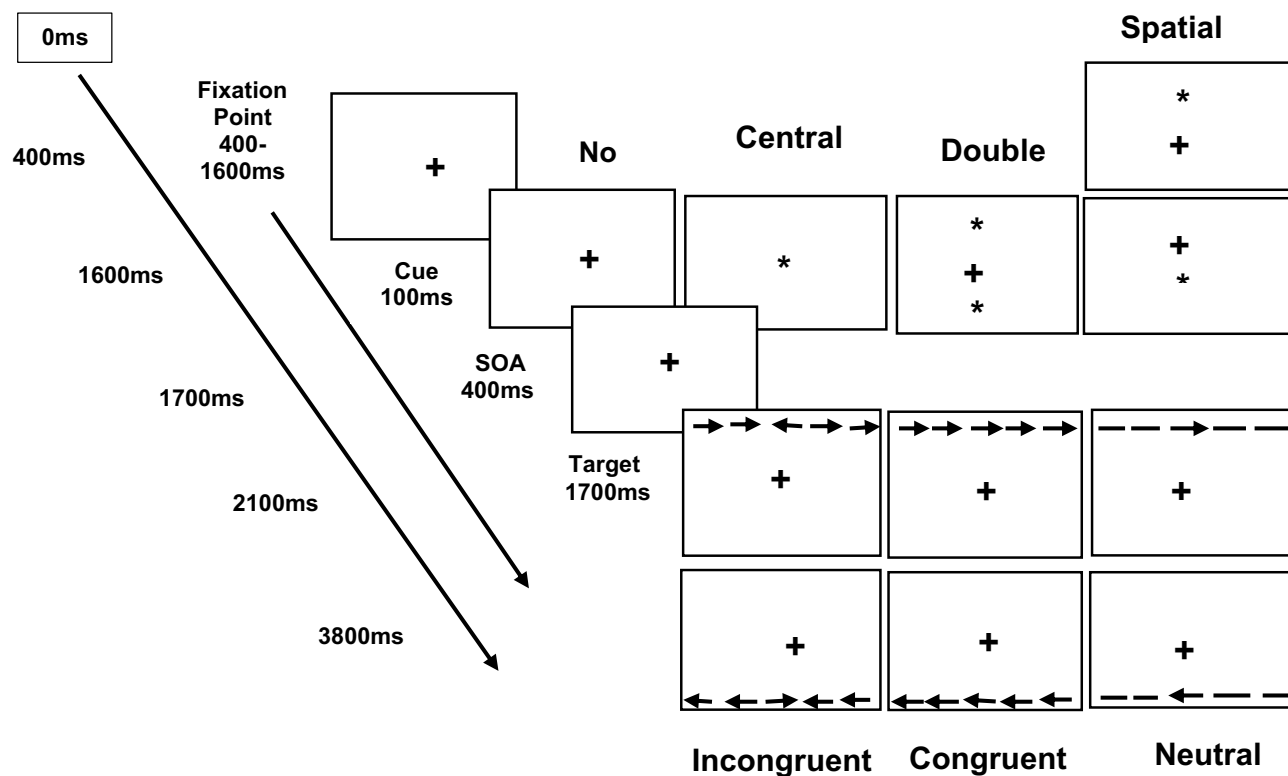 0ms
Spatial
Fixation
Point
400-
1600ms
400ms
No
Central
Double
*
+
+
+
+
*
*
+
*
+
*
1600ms
Cue
100ms
+
SOA
400ms
1700ms
Target
1700ms
+
+
+
2100ms
3800ms
+
+
+
Incongruent
Congruent
Neutral